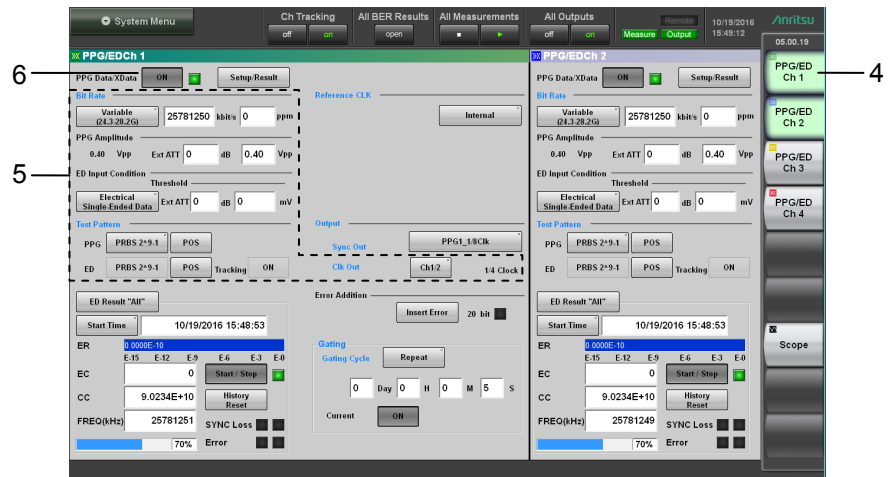 System Menu
Ch Tracking
off on
All BER Results
open
All Measurements
All Outputs
off on
Remote
Measure Output
10/19/2016
15:49:12
Anritsu
05.00.19
PPG/EDCh 1
PPG Data/XData ON Setup/Result
Bit Rate
Variable
(24.3-28.2G) 25781250 kbit/s 0 ppm
PPG Amplitude
0.40 Vpp Ext ATT 0 dB 0.40 Vpp
ED Input Condition
Threshold
Electrical
Single-Ended Data Ext ATT 0 dB 0 mV
Test Pattern
PPG PRBS 2^9-1 POS
ED PRBS 2^9-1 POS Tracking ON
Reference CLK
Internal
Output
Sync Out PPG1_1/8Clk
Clk Out Ch1/2 1/4 Clock
ED Result "All"
Start Time 10/19/2016 15:48:53
ER 0.0000E-10
E-15 E-12 E-9 E-6 E-3 E-0
EC 0 Start / Stop
CC 9.0234E+10 History
Reset
FREQ(kHz) 25781251 SYNC Loss
70% Error
Error Addition
Insert Error 20 bit
Gating
Gating Cycle Repeat
0 Day 0 H 0 M 5 S
Current ON
PPG/EDCh 2
PPG Data/XData ON Setup/Result
Bit Rate
Variable
(24.3-28.2G) 25781250 kbit/s 0 ppm
PPG Amplitude
0.40 Vpp Ext ATT 0 dB 0.40 Vpp
ED Input Condition
Threshold
Electrical
Single-Ended Data Ext ATT 0 dB 0 mV
Test Pattern
PPG PRBS 2^9-1 POS
ED PRBS 2^9-1 POS Tracking ON
ED Result "All"
Start Time 10/19/2016 15:48:53
ER 0.0000E-10
E-15 E-12 E-9 E-6 E-3 E-0
EC 0 Start / Stop
CC 9.0234E+10 History
Reset
FREQ(kHz) 25781249 SYNC Loss
70% Error
PPG/ED
Ch 1
PPG/ED
Ch 2
PPG/ED
Ch 3
PPG/ED
Ch 4
Scope
6
5
4